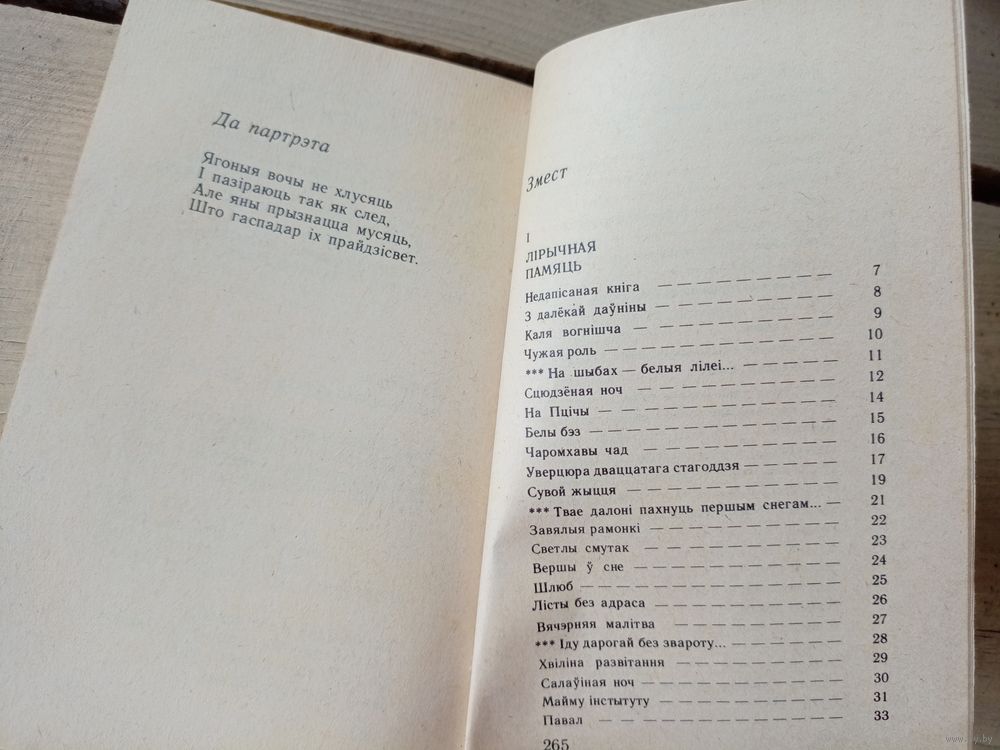 Да партрэта
Ягоныя вочы не хлусяць
І пазіраюць так як след,
Але яны прызнацца мусяць,
Што гаспадар іх прайдзісвет.
Змест
I
ЛІРЫЧНАЯ
ПАМЯЦЬ
Недапісаная кніга — — — — — — — — — 7
З далёкай даўніны — — — — — — — — — 8
Каля вогнішча — — — — — — — — — — 9
Чужая роль — — — — — — — — — — — 10
*** На шыбах — белыя лілеі... — — — — — 11
Сцюдзёная ноч — — — — — — — — — — 12
На Пцічы — — — — — — — — — — — — 14
Белы бэз — — — — — — — — — — — — 15
Чаромхавы чад — — — — — — — — — — 16
Уверцюра дваццатага стагоддзя — — — — — 17
Сувой жыцця — — — — — — — — — — — 19
*** Твае далоні пахнуць першым снегам... — 21
Завялыя рамонкі — — — — — — — — — 22
Светлы смутак — — — — — — — — — — 23
Вершы ў сне — — — — — — — — — — — 24
Шлюб — — — — — — — — — — — — — 25
Лісты без адраса — — — — — — — — — 26
Вячэрняя малітва — — — — — — — — — 27
*** Іду дарогай без звароту... — — — — — — 28
Хвіліна развітання — — — — — — — — 29
Салаўіная ноч — — — — — — — — — — 30
Майму інстытуту — — — — — — — — — 31
Павал — — — — — — — — — — — — — 33
265